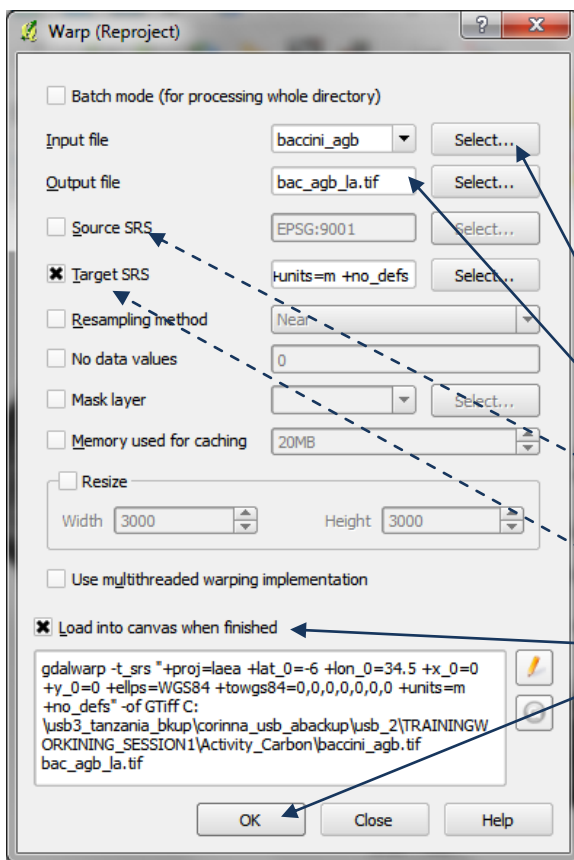 Warp (Reproject)
Batch mode (for processing whole directory)
Input file baccini_agb Select...
Output file bac_agb_la.tif Select...
Source SRS EPSG:9001 Select...
Target SRS +units=m +no_defs Select...
Resampling method Near
No data values 0
Mask layer Select...
Memory used for caching 20MB
Resize
Width 3000 Height 3000
Use multithreaded warping implementation
Load into canvas when finished
gdalwarp -t_srs "+proj=laea +lat_0=-6 +lon_0=34.5 +x_0=0
+y_0=0 +ellps=WGS84 +towgs84=0,0,0,0,0,0,0 +units=m
+no_defs" -of GTiff C:
\usb3_tanzania_bkup\corinna_usb_abackup\usb_2\TRAININGW
ORKINING_SESSION1\Activity_Carbon\baccini_agb.tif
bac_agb_la.tif
OK Close Help